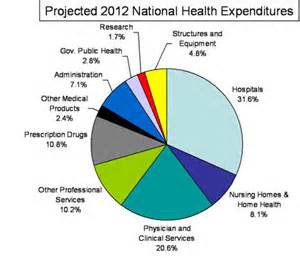 Projected 2012 National Health Expenditures
Research
1.7%
Structures and
Equipment
4.8%
Gov. Public Health
2.8%
Administration
7.1%
Hospitals
31.6%
Other Medical
Products
2.4%
Prescription Drugs
10.8%
Other Professional
Services
10.2%
Nursing Homes &
Home Health
8.1%
Physician and
Clinical Services
20.6%